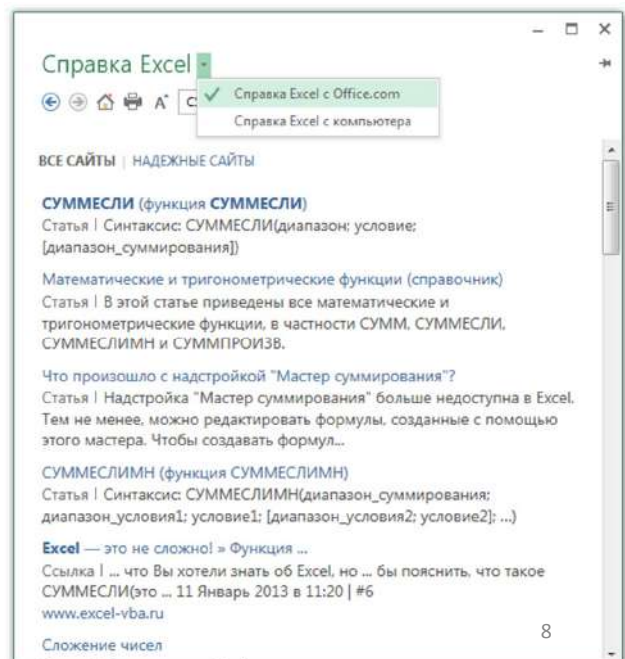 Справка Excel
Справка Excel с Office.com
Справка Excel с компьютера
ВСЕ САЙТЫ | НАДЕЖНЫЕ САЙТЫ
СУММЕСЛИ (функция СУММЕСЛИ)
Статья | Синтаксис: СУММЕСЛИ(диапазон; условие;
[диапазон_суммирования])
Математические и тригонометрические функции (справочник)
Статья | В этой статье приведены все математические и
тригонометрические функции, в частности СУММ, СУММЕСЛИ,
СУММЕСЛИМН и СУММПРОИЗВ.
Что произошло с надстройкой "Мастер суммирования"?
Статья | Надстройка "Мастер суммирования" больше недоступна в Excel.
Тем не менее, можно редактировать формулы, созданные с помощью
этого мастера. Чтобы создавать формул...
СУММЕСЛИМН (функция СУММЕСЛИМН)
Статья | Синтаксис: СУММЕСЛИМН(диапазон_суммирования;
диапазон_условия1; условие1; [диапазон_условия2; условие2]; ...)
Excel — это не сложно! » Функция ...
Ссылка | ... что Вы хотели знать об Excel, но ... бы пояснить, что такое
СУММЕСЛИ(это ... 11 Январь 2013 в 11:20 | #6
www.excel-vba.ru
Сложение чисел
8